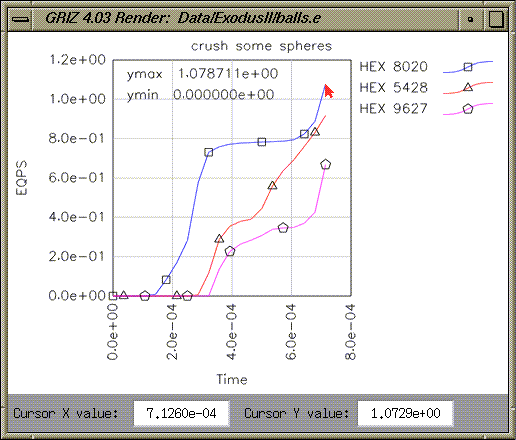 GRIZ 4.03 Render: Data/ExodusII/balls.e
crush some spheres
ymax 1.078711e+00
ymin 0.000000e+00
HEX 8020
HEX 5428
HEX 9627
EQPS
1.2e+00
1.0e+00
8.0e-01
6.0e-01
4.0e-01
2.0e-01
0.0e+00
0.0e+00
2.0e-04
4.0e-04
6.0e-04
8.0e-04
Time
Cursor X value: 7.1260e-04 Cursor Y value: 1.0729e+00